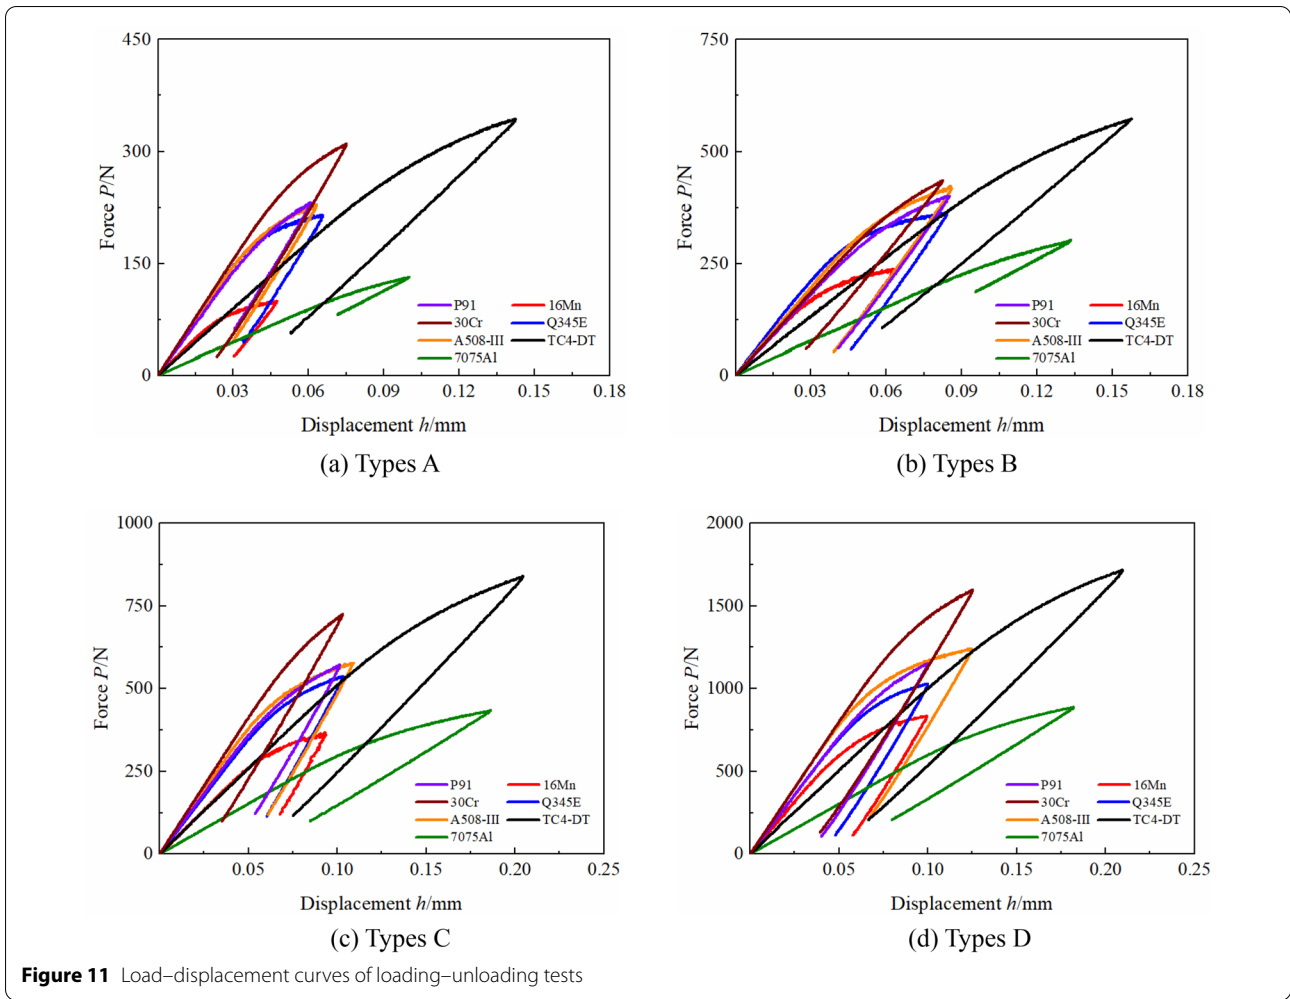 450
300
150
0
Force P/N
0.03 0.06 0.09 0.12 0.15 0.18
Displacement h/mm
P91 16Mn
30Cr Q345E
A508-III TC4-DT
7075Al
(a) Types A
750
500
250
0
Force P/N
0.03 0.06 0.09 0.12 0.15 0.18
Displacement h/mm
P91 16Mn
30Cr Q345E
A508-III TC4-DT
7075Al
(b) Types B
1000
750
500
250
0
Force P/N
0.05 0.10 0.15 0.20 0.25
Displacement h/mm
P91 16Mn
30Cr Q345E
A508-III TC4-DT
7075Al
(c) Types C
2000
1500
1000
500
0
Force P/N
0.05 0.10 0.15 0.20 0.25
Displacement h/mm
P91 16Mn
30Cr Q345E
A508-III TC4-DT
7075Al
(d) Types D
Figure 11 Load–displacement curves of loading–unloading tests